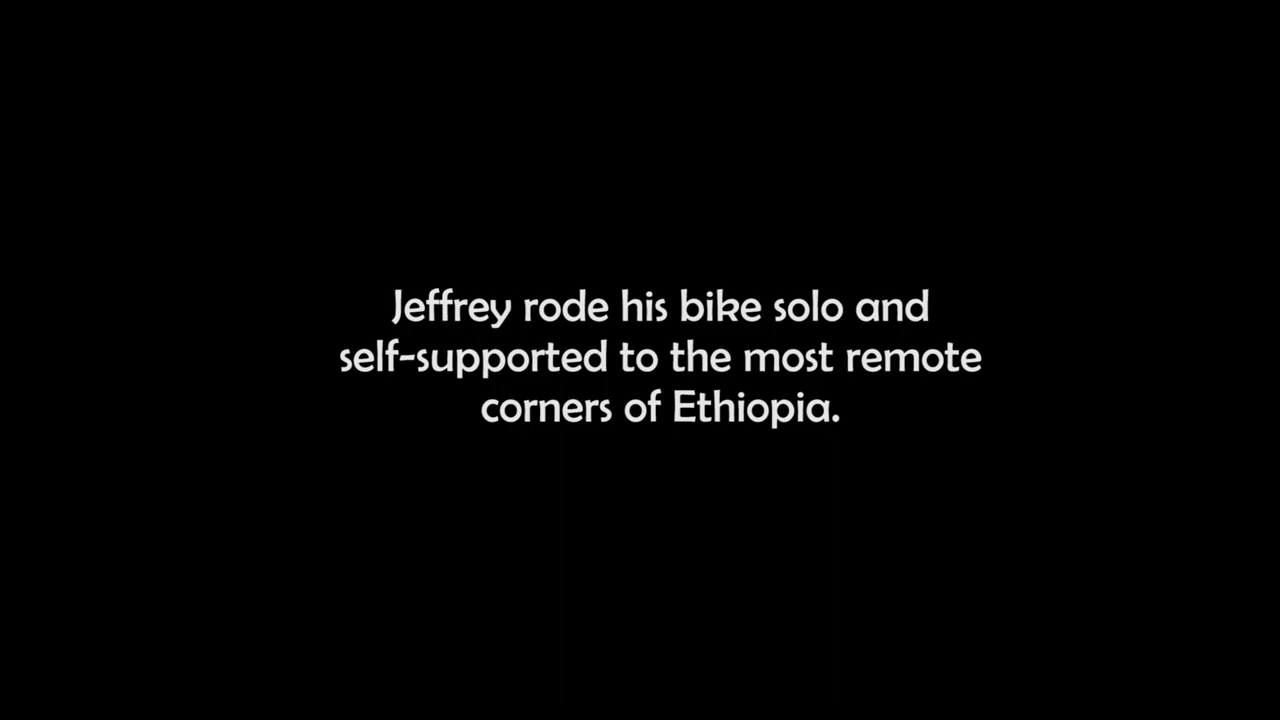 Jeffrey rode his bike solo and
self-supported to the most remote
corners of Ethiopia.